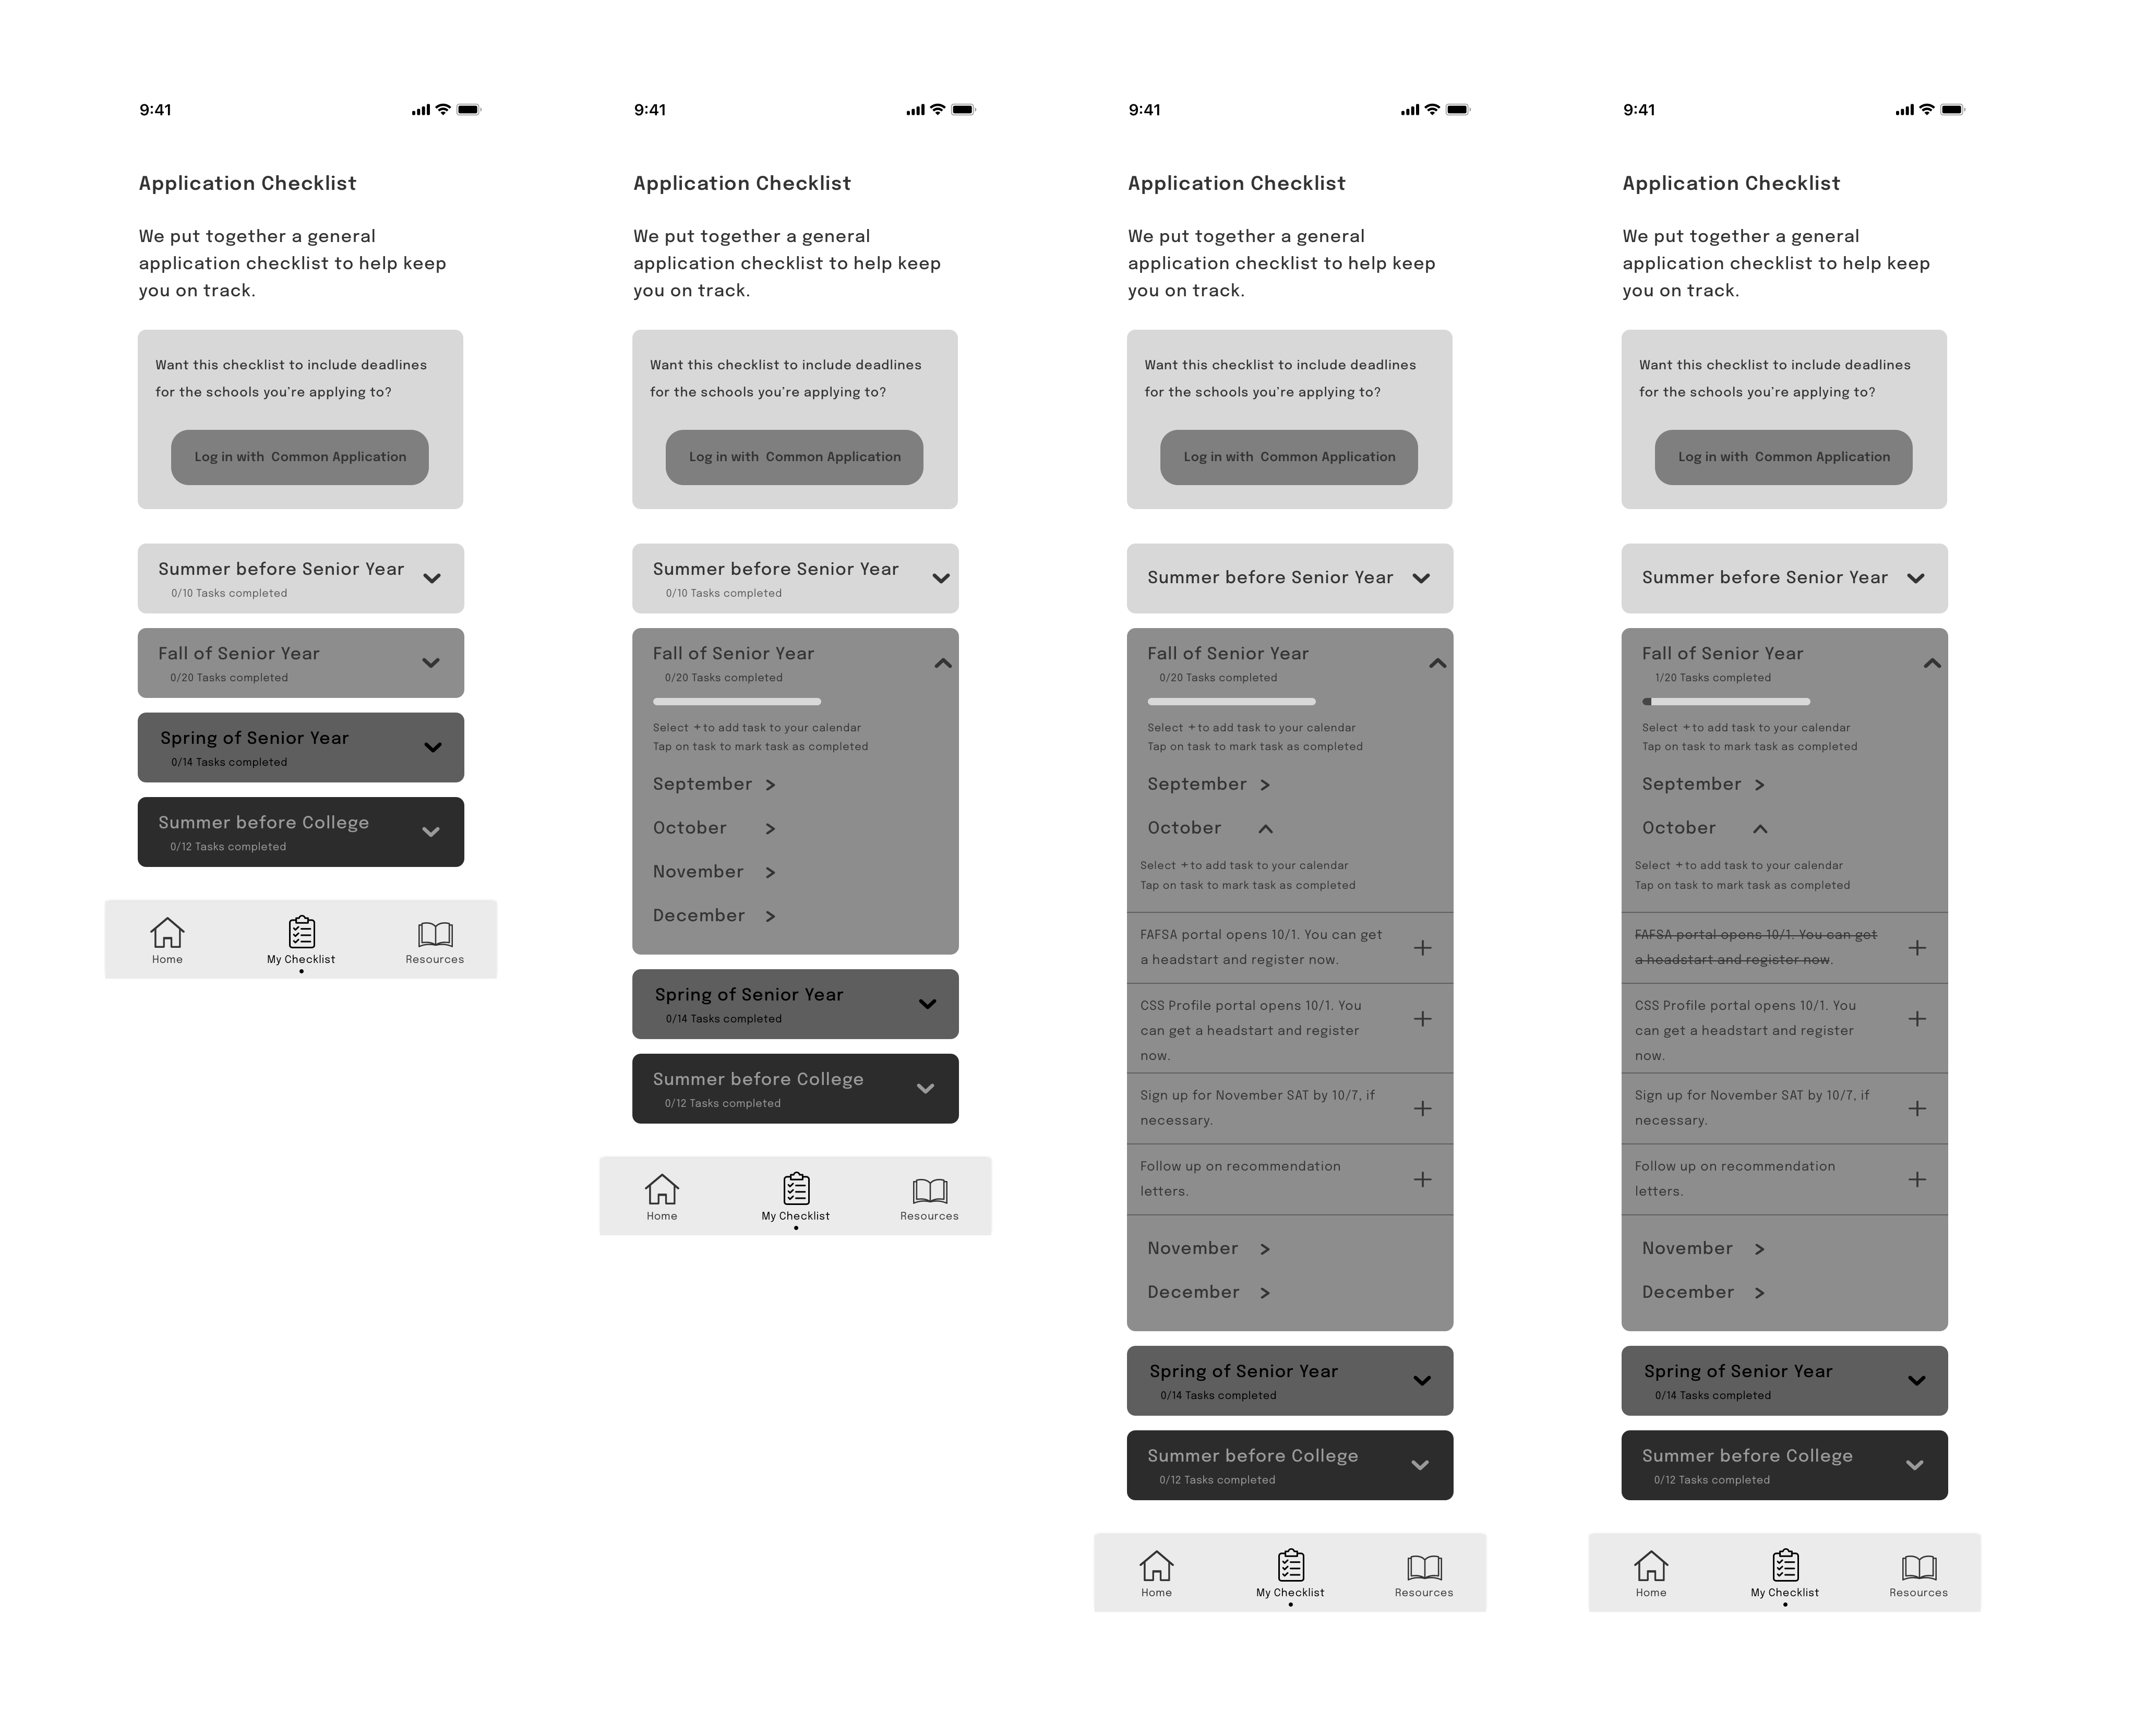 9:41
Application Checklist
We put together a general
application checklist to help keep
you on track.
Want this checklist to include deadlines
for the schools you're applying to?
Log in with Common Application
Summer before Senior Year
0/10 Tasks completed
Fall of Senior Year
0/20 Tasks completed
Spring of Senior Year
0/14 Tasks completed
Summer before College
0/12 Tasks completed
Home
My Checklist
Resources
9:41
Application Checklist
We put together a general
application checklist to help keep
you on track.
Want this checklist to include deadlines
for the schools you're applying to?
Log in with Common Application
Summer before Senior Year
0/10 Tasks completed
Fall of Senior Year
0/20 Tasks completed
Select + to add task to your calendar
Tap on task to mark task as completed
September >
October >
November >
December >
Spring of Senior Year
0/14 Tasks completed
Summer before College
0/12 Tasks completed
Home
My Checklist
Resources
9:41
Application Checklist
We put together a general
application checklist to help keep
you on track.
Want this checklist to include deadlines
for the schools you're applying to?
Log in with Common Application
Summer before Senior Year
Fall of Senior Year
0/20 Tasks completed
Select + to add task to your calendar
Tap on task to mark task as completed
September >
October
Select + to add task to your calendar
Tap on task to mark task as completed
FAFSA portal opens 10/1. You can get
a headstart and register now.
CSS Profile portal opens 10/1. You
can get a headstart and register
now.
Sign up for November SAT by 10/7, if
necessary.
Follow up on recommendation
letters.
November >
December >
Spring of Senior Year
0/14 Tasks completed
Summer before College
0/12 Tasks completed
Home
My Checklist
Resources
9:41
Application Checklist
We put together a general
application checklist to help keep
you on track.
Want this checklist to include deadlines
for the schools you're applying to?
Log in with Common Application
Summer before Senior Year
Fall of Senior Year
1/20 Tasks completed
Select + to add task to your calendar
Tap on task to mark task as completed
September >
October
Select + to add task to your calendar
Tap on task to mark task as completed
FAFSA portal opens 10/1. You can get
a headstart and register now.
CSS Profile portal opens 10/1. You
can get a headstart and register
now.
Sign up for November SAT by 10/7, if
necessary.
Follow up on recommendation
letters.
November >
December >
Spring of Senior Year
0/14 Tasks completed
Summer before College
0/12 Tasks completed
Home
My Checklist
Resources